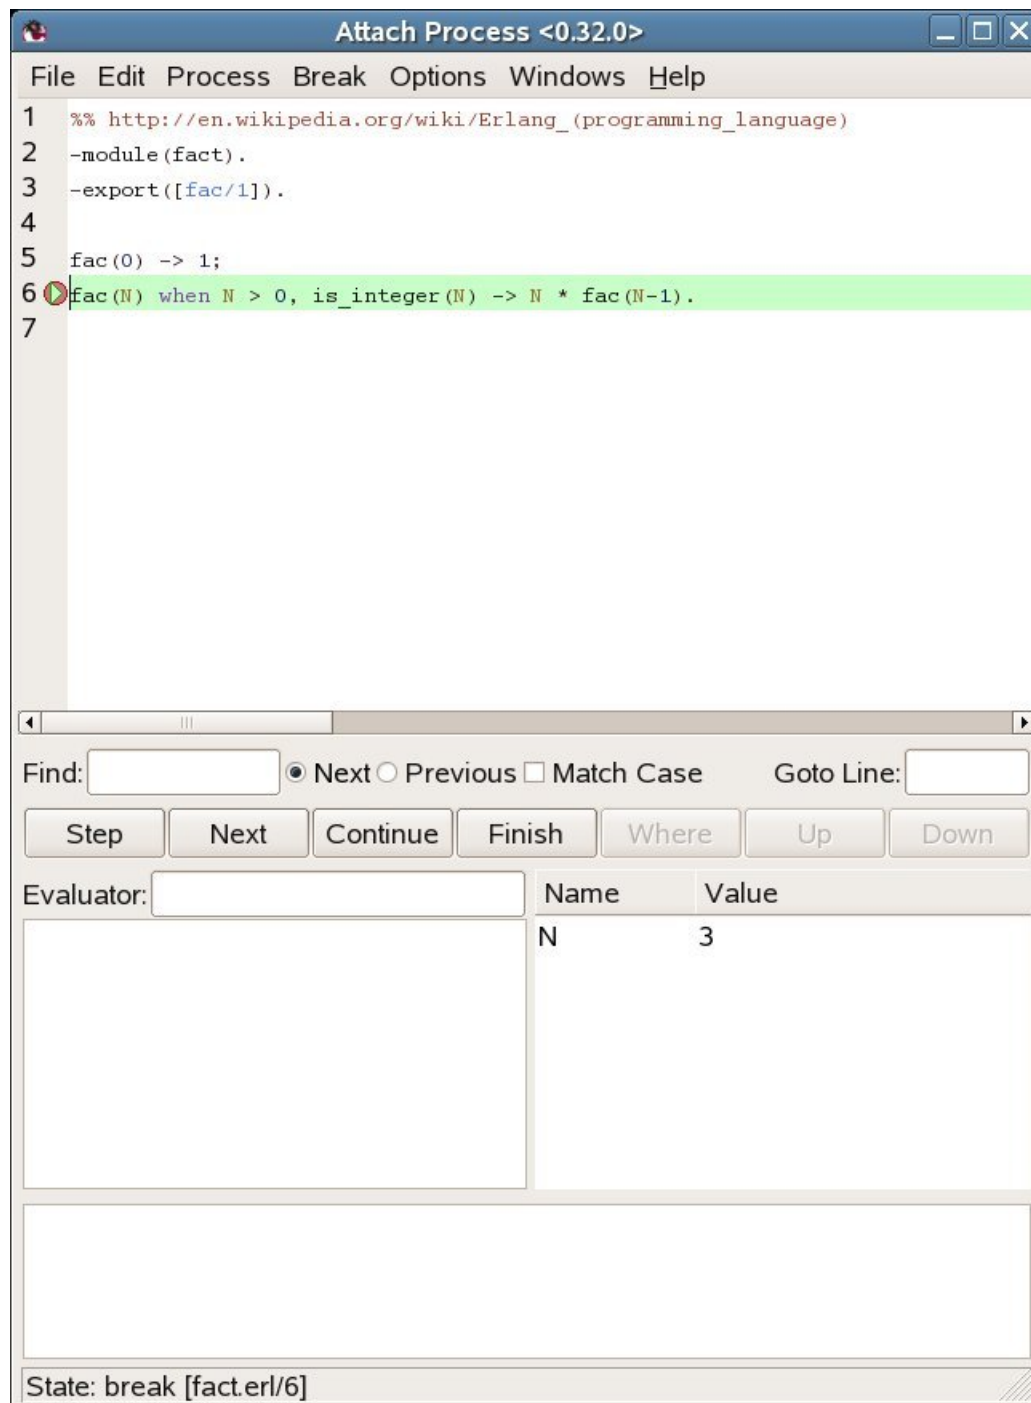 Attach Process <0.32.0>
File Edit Process Break Options Windows Help
1 %% http://en.wikipedia.org/wiki/Erlang_(programming_language)
2 -module(fact).
3 -export([fac/1]).
4
5 fac(0) -> 1;
6 fac(N) when N > 0, is_integer(N) -> N * fac(N-1).
7
Find: Next Previous Match Case Goto Line:
Step Next Continue Finish Where Up Down
Evaluator: Name Value
N 3
State: break [fact.erl/6]